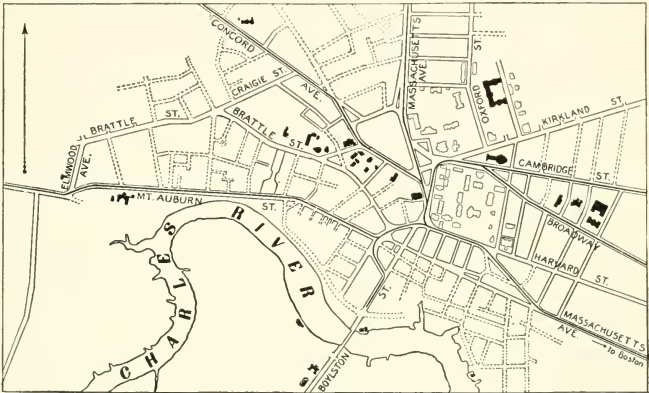 CONCORD AVE.
MASSACHUSETTS AVE.
OXFORD ST.
CRAIGIE ST.
KIRKLAND ST.
BRATTLE ST.
BRATTLE ST.
ELMWOOD AVE.
CAMBRIDGE ST.
MT. AUBURN ST.
BROADWAY
CHARLES RIVER
HARVARD ST.
BOYLSTON ST.
MASSACHUSETTS AVE.
To Boston